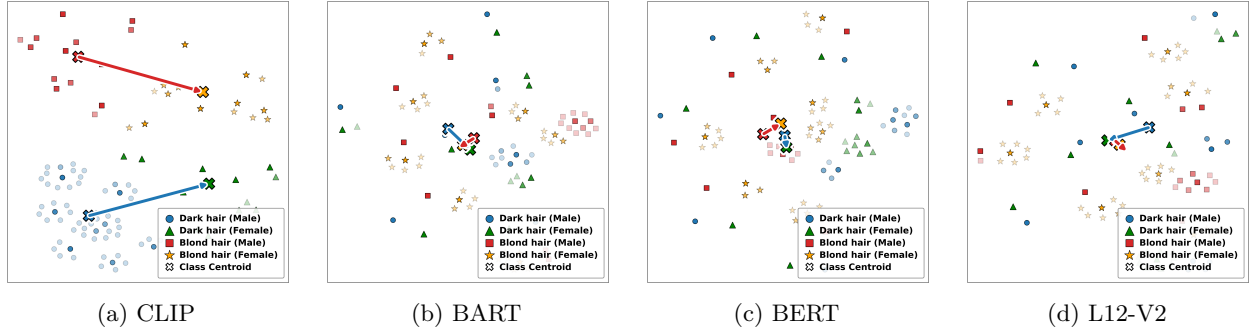 Dark hair (Male)
Dark hair (Female)
Blond hair (Male)
Blond hair (Female)
Class Centroid
Dark hair (Male)
Dark hair (Female)
Blond hair (Male)
Blond hair (Female)
Class Centroid
Dark hair (Male)
Dark hair (Female)
Blond hair (Male)
Blond hair (Female)
Class Centroid
Dark hair (Male)
Dark hair (Female)
Blond hair (Male)
Blond hair (Female)
Class Centroid
(a) CLIP
(b) BART
(c) BERT
(d) L12-V2